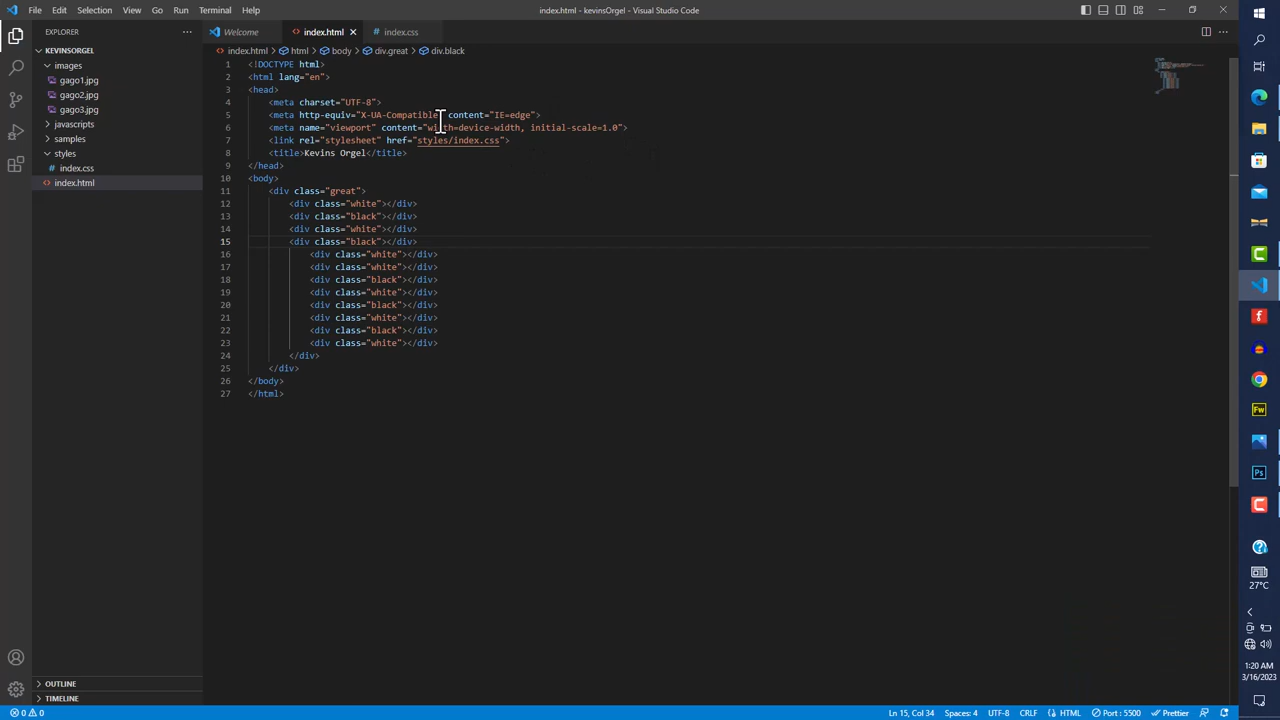 File Edit Selection View Go Run Terminal Help
index.html - kevinsOrgel - Visual Studio Code
EXPLORER
KEVINSORGEL
images
gago1.jpg
gago2.jpg
gago3.jpg
javascripts
samples
styles
index.css
index.html
OUTLINE
TIMELINE
Welcome index.html index.css
index.html > html > body > div.great > div.black
1 <!DOCTYPE html>
2 <html lang="en">
3 <head>
4 <meta charset="UTF-8">
5 <meta http-equiv="X-UA-Compatible" content="IE=edge">
6 <meta name="viewport" content="width=device-width, initial-scale=1.0">
7 <link rel="stylesheet" href="styles/index.css">
8 <title>Kevins Orgel</title>
9 </head>
10 <body>
11 <div class="great">
12 <div class="white"></div>
13 <div class="black"></div>
14 <div class="white"></div>
15 <div class="black"></div>
16 <div class="white"></div>
17 <div class="white"></div>
18 <div class="black"></div>
19 <div class="white"></div>
20 <div class="black"></div>
21 <div class="white"></div>
22 <div class="black"></div>
23 <div class="white"></div>
24 </div>
25 </div>
26 </body>
27 </html>
Fw
Ps
27°C
1:20 AM
3/16/2023
0 0
Ln 15, Col 34 Spaces: 4 UTF-8 CRLF HTML Port : 5500 Prettier